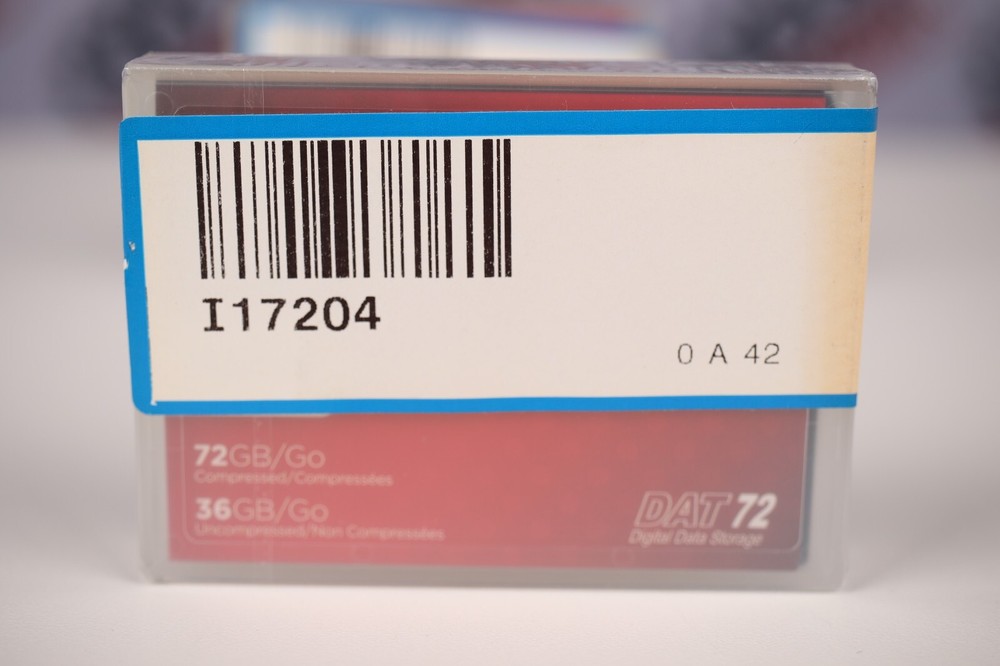 I17204
0 A 42
72GB/Go
Compressed/Compressées
36GB/Go
Uncompressed/Non Compressées
DAT 72
Digital Data Storage